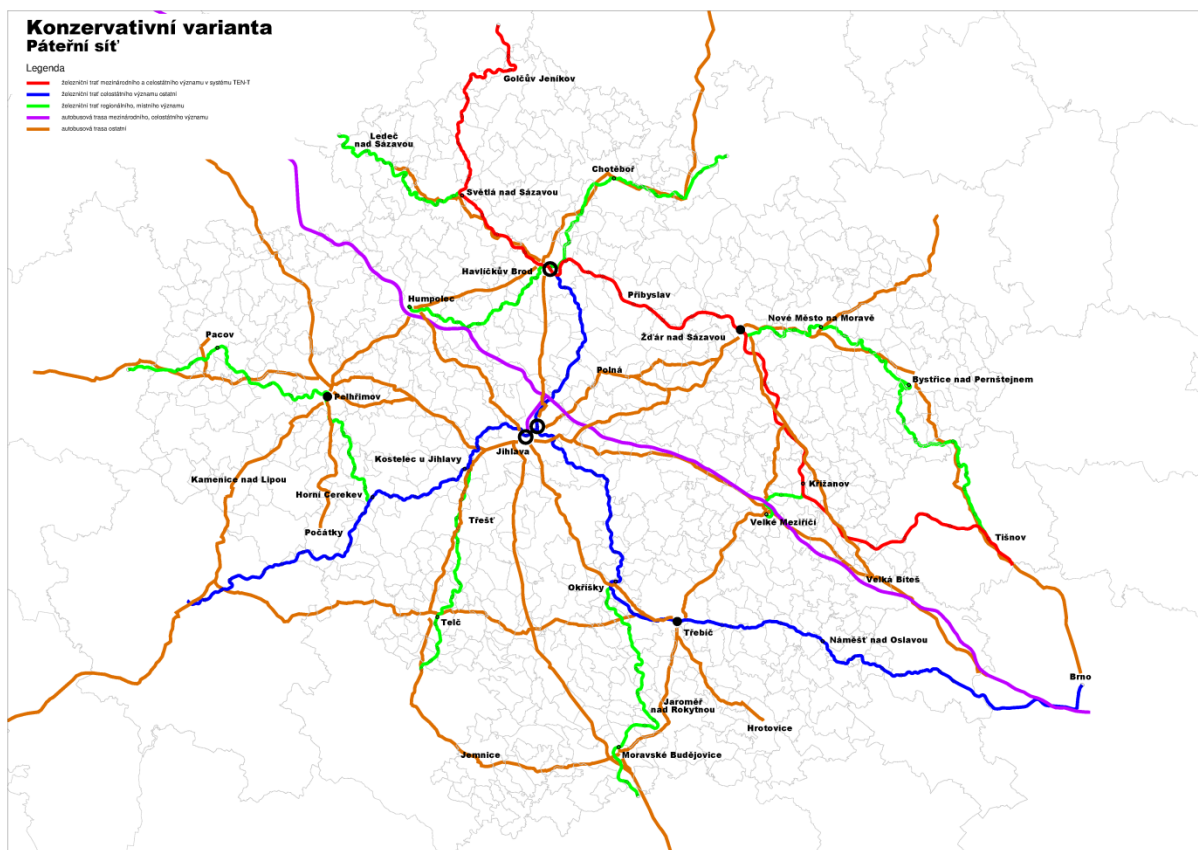 Konzervativní varianta
Páteřní síť
Legenda
železniční trať mezinárodního a celostátního významu v systému TEN-T
železniční trať celostátního významu ostatní
železniční trať regionálního, místního významu
autobusová trasa mezinárodního, celostátního významu
autobusová trasa ostatní
Golčův Jeníkov
Ledeč
nad Sázavou
Chotěboř
Světlá nad Sázavou
Havlíčkův Brod
Přibyslav
Humpolec
Nové Město na Moravě
Žďár nad Sázavou
Pacov
Polná
Bystřice nad Pernštejnem
Pelhřimov
Jihlava
Kostelec u Jihlavy
Kamenice nad Lipou
Horní Cerekev
Křižanov
Třešť
Velké Meziříčí
Počátky
Tišnov
Velká Bíteš
Okříšky
Telč
Třebíč
Náměšť nad Oslavou
Brno
Jaroměř
nad Rokytnou
Hrotovice
Jemnice
Moravské Budějovice